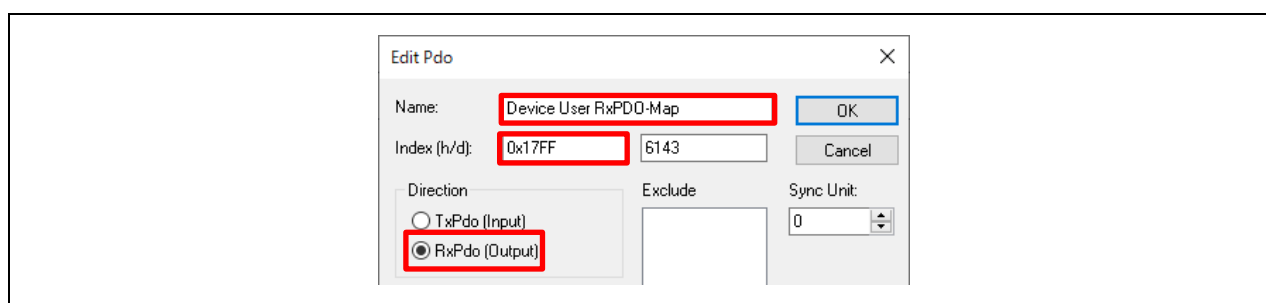 Edit Pdo
Name: Device User RxPDO-Map OK
Index (h/d): 0x17FF 6143 Cancel
Direction Exclude Sync Unit:
TxPdo (Input) 0
RxPdo (Output)